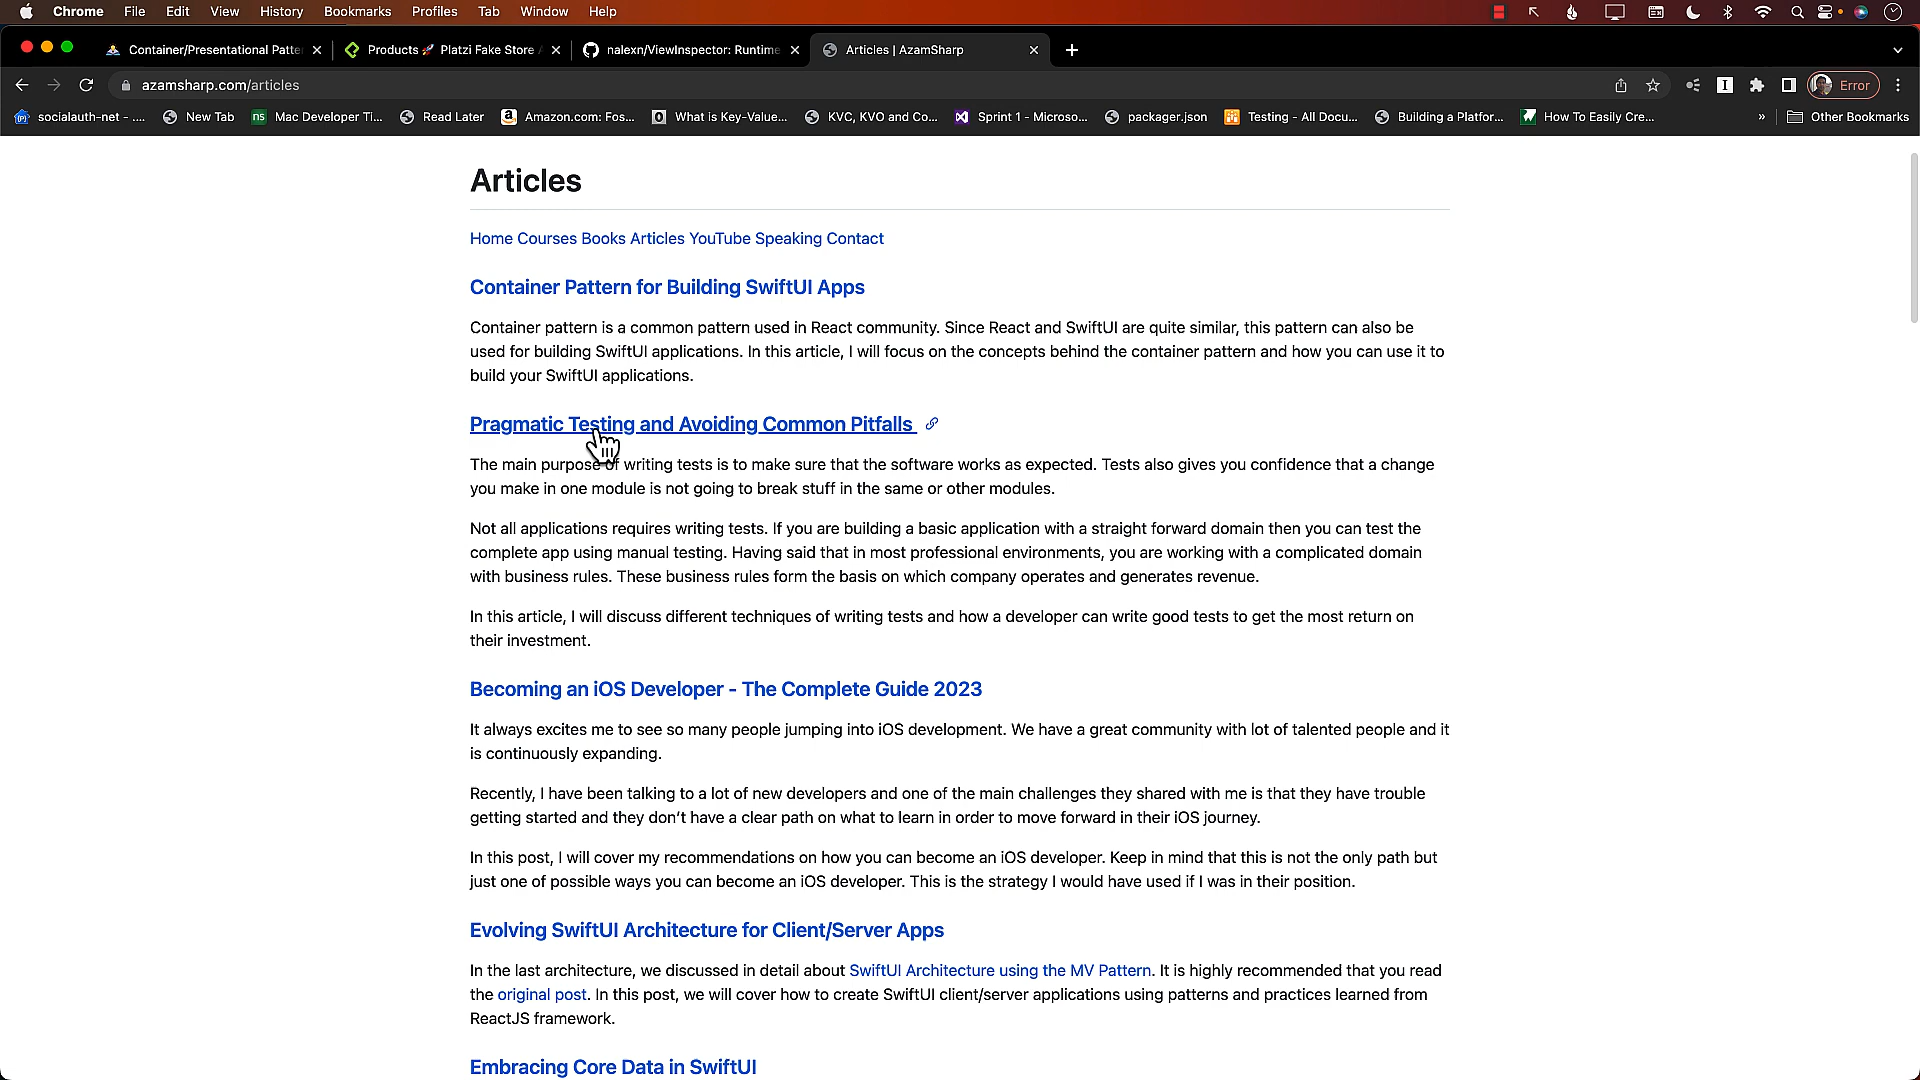 Chrome File Edit View History Bookmarks Profiles Tab Window Help
Container/Presentational Patte
Products 🚀 Platzi Fake Store A
nalexn/ViewInspector: Runtime
Articles | AzamSharp
azamsharp.com/articles
Error
socialauth-net - ....
New Tab
ns Mac Developer Ti...
Read Later
Amazon.com: Fos...
What is Key-Value...
KVC, KVO and Co...
Sprint 1 - Microso...
packager.json
Testing - All Docu...
Building a Platfor...
How To Easily Cre...
»
Other Bookmarks
Articles
Home Courses Books Articles YouTube Speaking Contact
Container Pattern for Building SwiftUI Apps
Container pattern is a common pattern used in React community. Since React and SwiftUI are quite similar, this pattern can also be
used for building SwiftUI applications. In this article, I will focus on the concepts behind the container pattern and how you can use it to
build your SwiftUI applications.
Pragmatic Testing and Avoiding Common Pitfalls
The main purpose of writing tests is to make sure that the software works as expected. Tests also gives you confidence that a change
you make in one module is not going to break stuff in the same or other modules.
Not all applications requires writing tests. If you are building a basic application with a straight forward domain then you can test the
complete app using manual testing. Having said that in most professional environments, you are working with a complicated domain
with business rules. These business rules form the basis on which company operates and generates revenue.
In this article, I will discuss different techniques of writing tests and how a developer can write good tests to get the most return on
their investment.
Becoming an iOS Developer - The Complete Guide 2023
It always excites me to see so many people jumping into iOS development. We have a great community with lot of talented people and it
is continuously expanding.
Recently, I have been talking to a lot of new developers and one of the main challenges they shared with me is that they have trouble
getting started and they don't have a clear path on what to learn in order to move forward in their iOS journey.
In this post, I will cover my recommendations on how you can become an iOS developer. Keep in mind that this is not the only path but
just one of possible ways you can become an iOS developer. This is the strategy I would have used if I was in their position.
Evolving SwiftUI Architecture for Client/Server Apps
In the last architecture, we discussed in detail about SwiftUI Architecture using the MV Pattern. It is highly recommended that you read
the original post. In this post, we will cover how to create SwiftUI client/server applications using patterns and practices learned from
ReactJS framework.
Embracing Core Data in SwiftUI